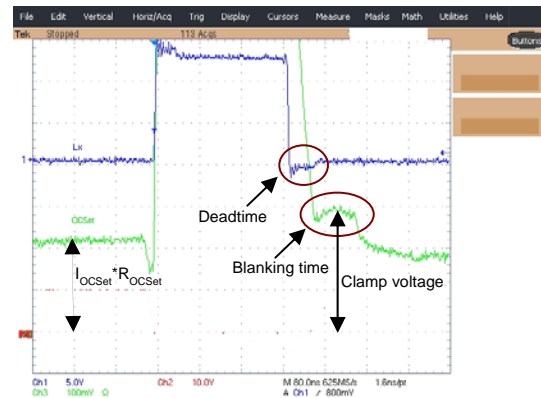 File Edit Vertical Horiz/Acq Trig Display Cursors Measure Masks Math Utilities Help
Tek Stopped 113 Acqs Buttons
Lx
1
Deadtime
OCSet
Blanking time
IOCSet*ROCSet
Clamp voltage
Ch1 5.0V Ch2 10.0V M 80.0ns 625MS/s 1.6ns/pt
Ch3 100mV Ω A Ch1 / 800mV